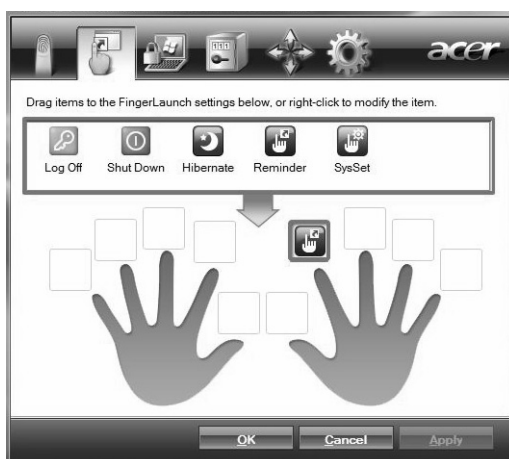 acer
Drag items to the FingerLaunch settings below, or right-click to modify the item.
Log Off Shut Down Hibernate Reminder SysSet
OK Cancel Apply